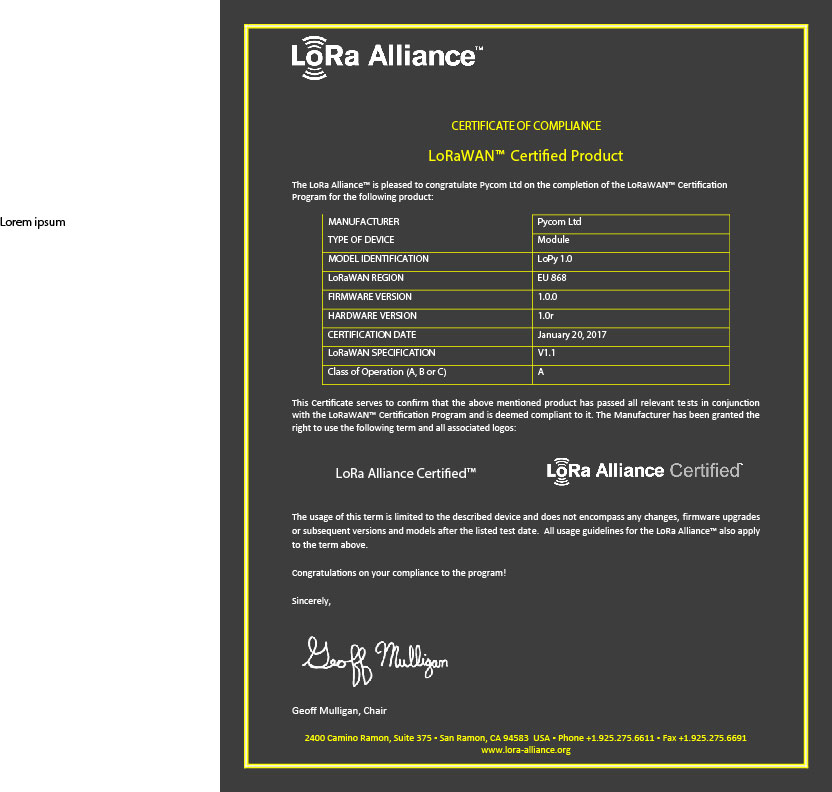 LoRa Alliance™
CERTIFICATE OF COMPLIANCE
LoRaWAN™ Certified Product
The LoRa Alliance™ is pleased to congratulate Pycom Ltd on the completion of the LoRaWAN™ Certification
Program for the following product:
Lorem ipsum
MANUFACTURER Pycom Ltd
TYPE OF DEVICE Module
MODEL IDENTIFICATION LoPy 1.0
LoRaWAN REGION EU 868
FIRMWARE VERSION 1.0.0
HARDWARE VERSION 1.0r
CERTIFICATION DATE January 20, 2017
LoRaWAN SPECIFICATION V1.1
Class of Operation (A, B or C) A
This Certificate serves to confirm that the above mentioned product has passed all relevant tests in conjunction
with the LoRaWAN™ Certification Program and is deemed compliant to it. The Manufacturer has been granted the
right to use the following term and all associated logos:
LoRa Alliance Certified™ LoRa Alliance Certified™
The usage of this term is limited to the described device and does not encompass any changes, firmware upgrades
or subsequent versions and models after the listed test date. All usage guidelines for the LoRa Alliance™ also apply
to the term above.
Congratulations on your compliance to the program!
Sincerely,
Geoff Mulligan
Geoff Mulligan, Chair
2400 Camino Ramon, Suite 375 • San Ramon, CA 94583 USA • Phone +1.925.275.6611 • Fax +1.925.275.6691
www.lora-alliance.org